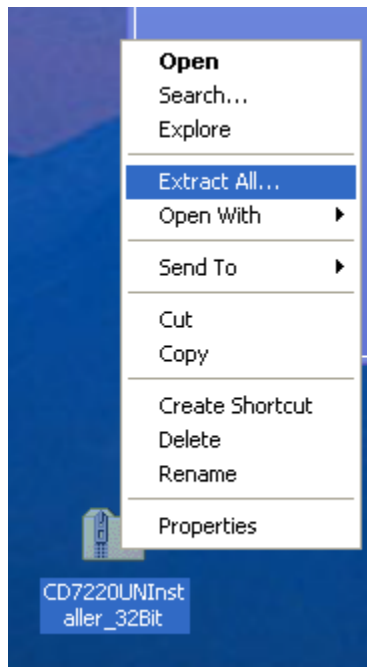 Open
Search...
Explore
Extract All...
Open With
Send To
Cut
Copy
Create Shortcut
Delete
Rename
Properties
CD7220UNInst
aller_32Bit